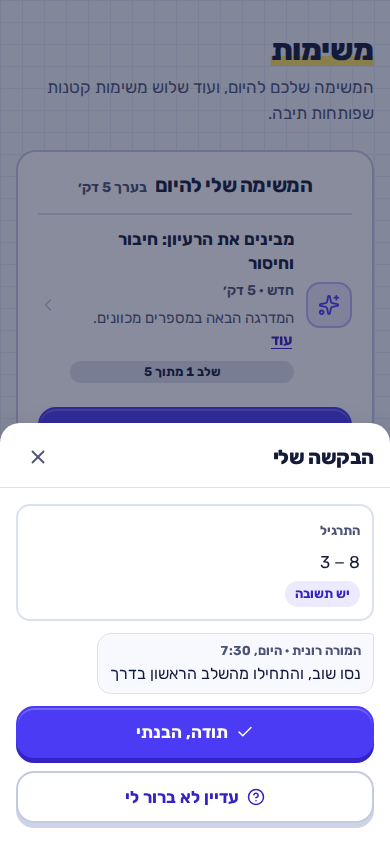 משימות
המשימה שלכם להיום, ועוד שלוש משימות קטנות
שפותחות תיבה.
המשימה שלי להיום בערך 5 דק׳
מבינים את הרעיון: חיבור
וחיסור
חדש • 5 דק׳
המדרגה הבאה במספרים מכוונים.
עוד
שלב 1 מתוך 5
הבקשה שלי
התרגיל
3 − 8
יש תשובה
המורה רונית • היום, 7:30
נסו שוב, והתחילו מהשלב הראשון בדרך
תודה, הבנתי
עדיין לא ברור לי